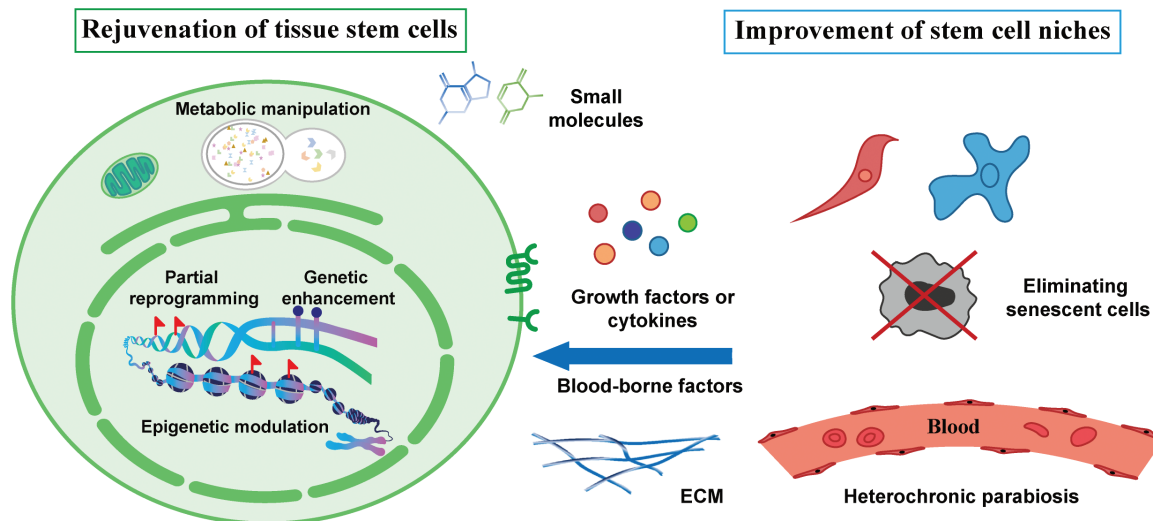 Rejuvenation of tissue stem cells
Improvement of stem cell niches
Metabolic manipulation
Small
molecules
Partial
reprogramming
Genetic
enhancement
Epigenetic modulation
Growth factors or
cytokines
Blood-borne factors
ECM
Eliminating
senescent cells
Blood
Heterochronic parabiosis